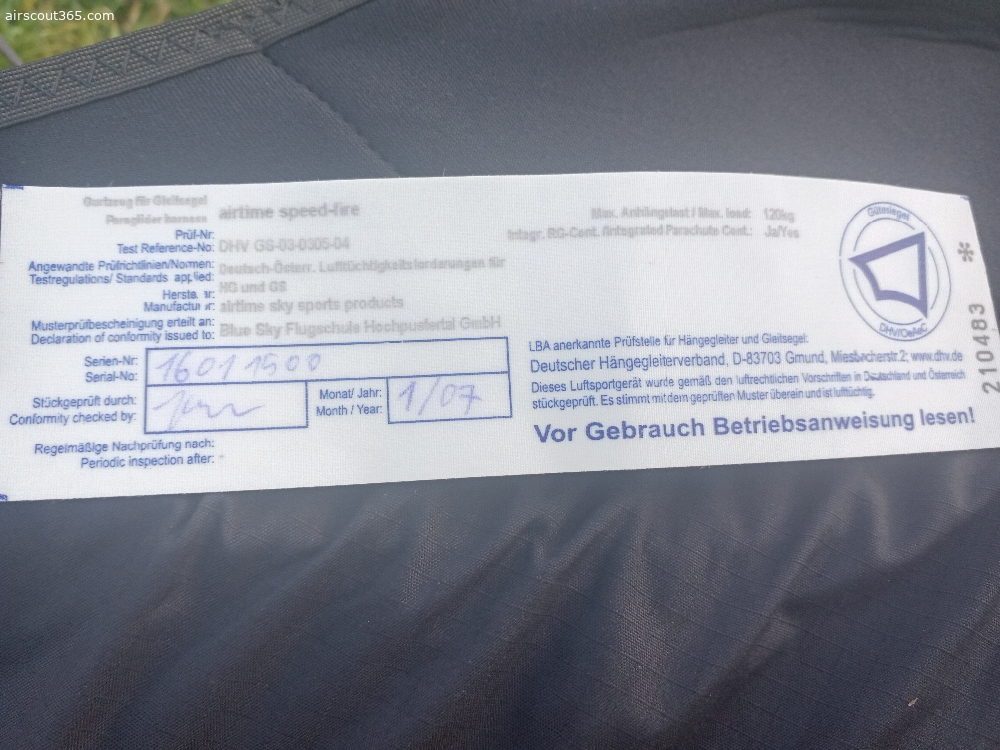 airscout365.com
Gurtzeug für Gleitsegel
Paraglider harness airtime speed-fire
Prüf-Nr:
Test Reference-No: DHV GS-03-0305-04
Angewandte Prüfrichtlinien/Normen: Deutsch-Österr. Lufttüchtigkeitsforderungen für
Testregulations/ Standards applied: HG und GS
Herste er:
Manufactur r: airtime sky sports products
Musterprüfbescheinigung erteilt an:
Declaration of conformity issued to: Blue Sky Flugschule Hochpustertal GmbH
Serien-Nr:
Serial-No: 16011500
Stückgeprüft durch:
Conformity checked by:
Monat/ Jahr:
Month / Year: 1/07
Regelmäßige Nachprüfung nach:
Periodic inspection after: -
Max. Anhängelast / Max. load: 120kg
Integr. RG-Cont. /Integrated Parachute Cont.: Ja/Yes
Gütesiegel
DHV/OeAeC
LBA anerkannte Prüfstelle für Hängegleiter und Gleitsegel:
Deutscher Hängegleiterverband, D-83703 Gmund, Miesbacherstr.2; www.dhv.de
Dieses Luftsportgerät wurde gemäß den luftrechtlichen Vorschriften in Deutschland und Österreich
stückgeprüft. Es stimmt mit dem geprüften Muster überein und ist lufttüchtig.
Vor Gebrauch Betriebsanweisung lesen!
210483 *